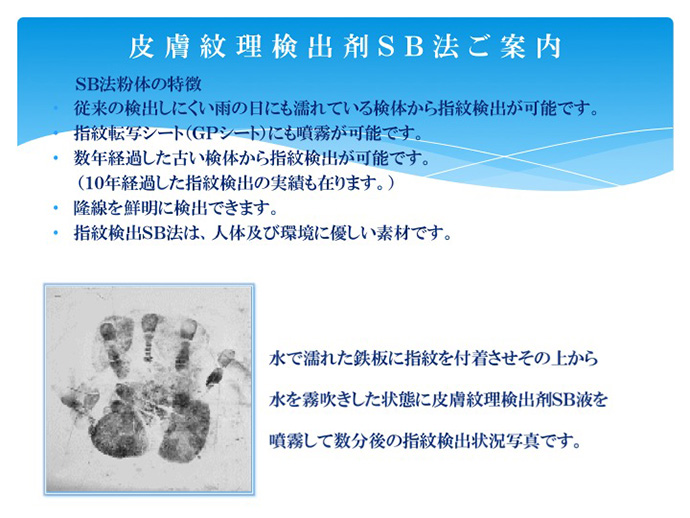 皮膚紋理検出剤SB法ご案内
SB法粉体の特徴
・ 従来の検出しにくい雨の日にも濡れている検体から指紋検出が可能です。
・ 指紋転写シート(GPシート)にも噴霧が可能です。
・ 数年経過した古い検体から指紋検出が可能です。
(10年経過した指紋検出の実績も在ります。)
・ 隆線を鮮明に検出できます。
・ 指紋検出SB法は、人体及び環境に優しい素材です。
水で濡れた鉄板に指紋を付着させその上から
水を霧吹きした状態に皮膚紋理検出剤SB液を
噴霧して数分後の指紋検出状況写真です。